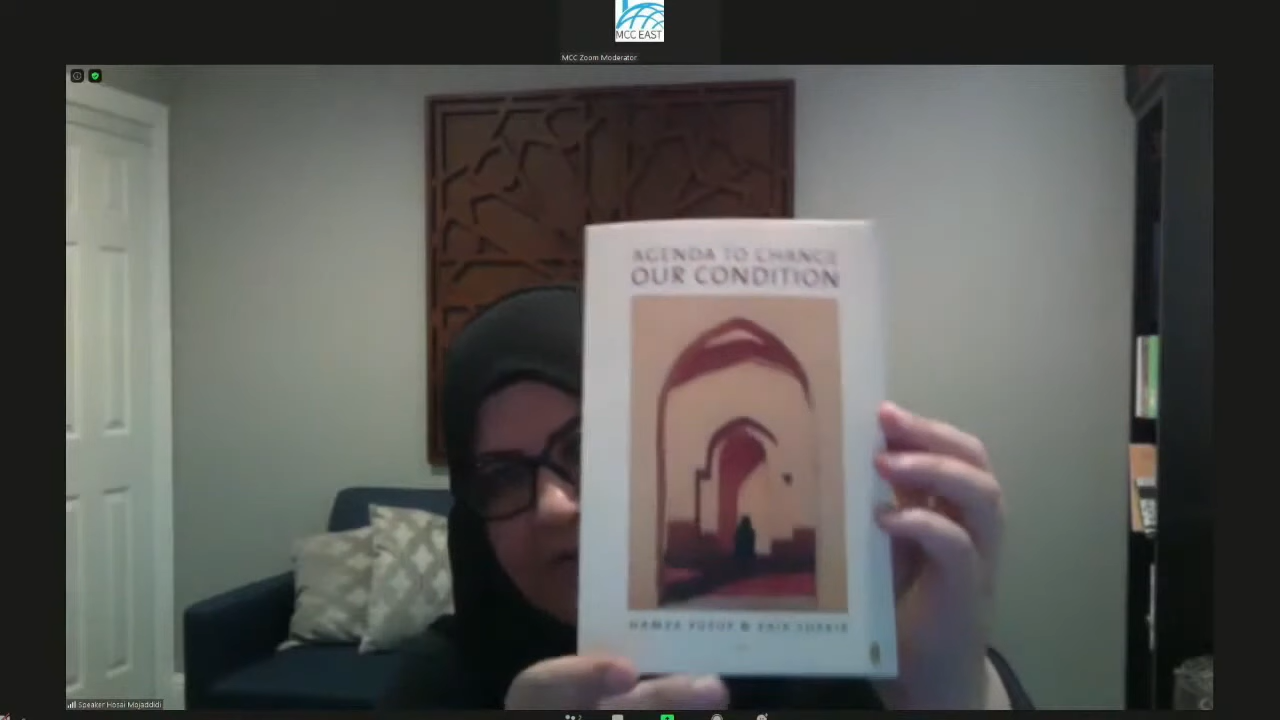 MCC EAST
MCC Zoom Moderator
AGENDA TO CHANGE
OUR CONDITION
HAMZA YUSUF & ZAID SHAKIR
Speaker Hosai Mojaddidi